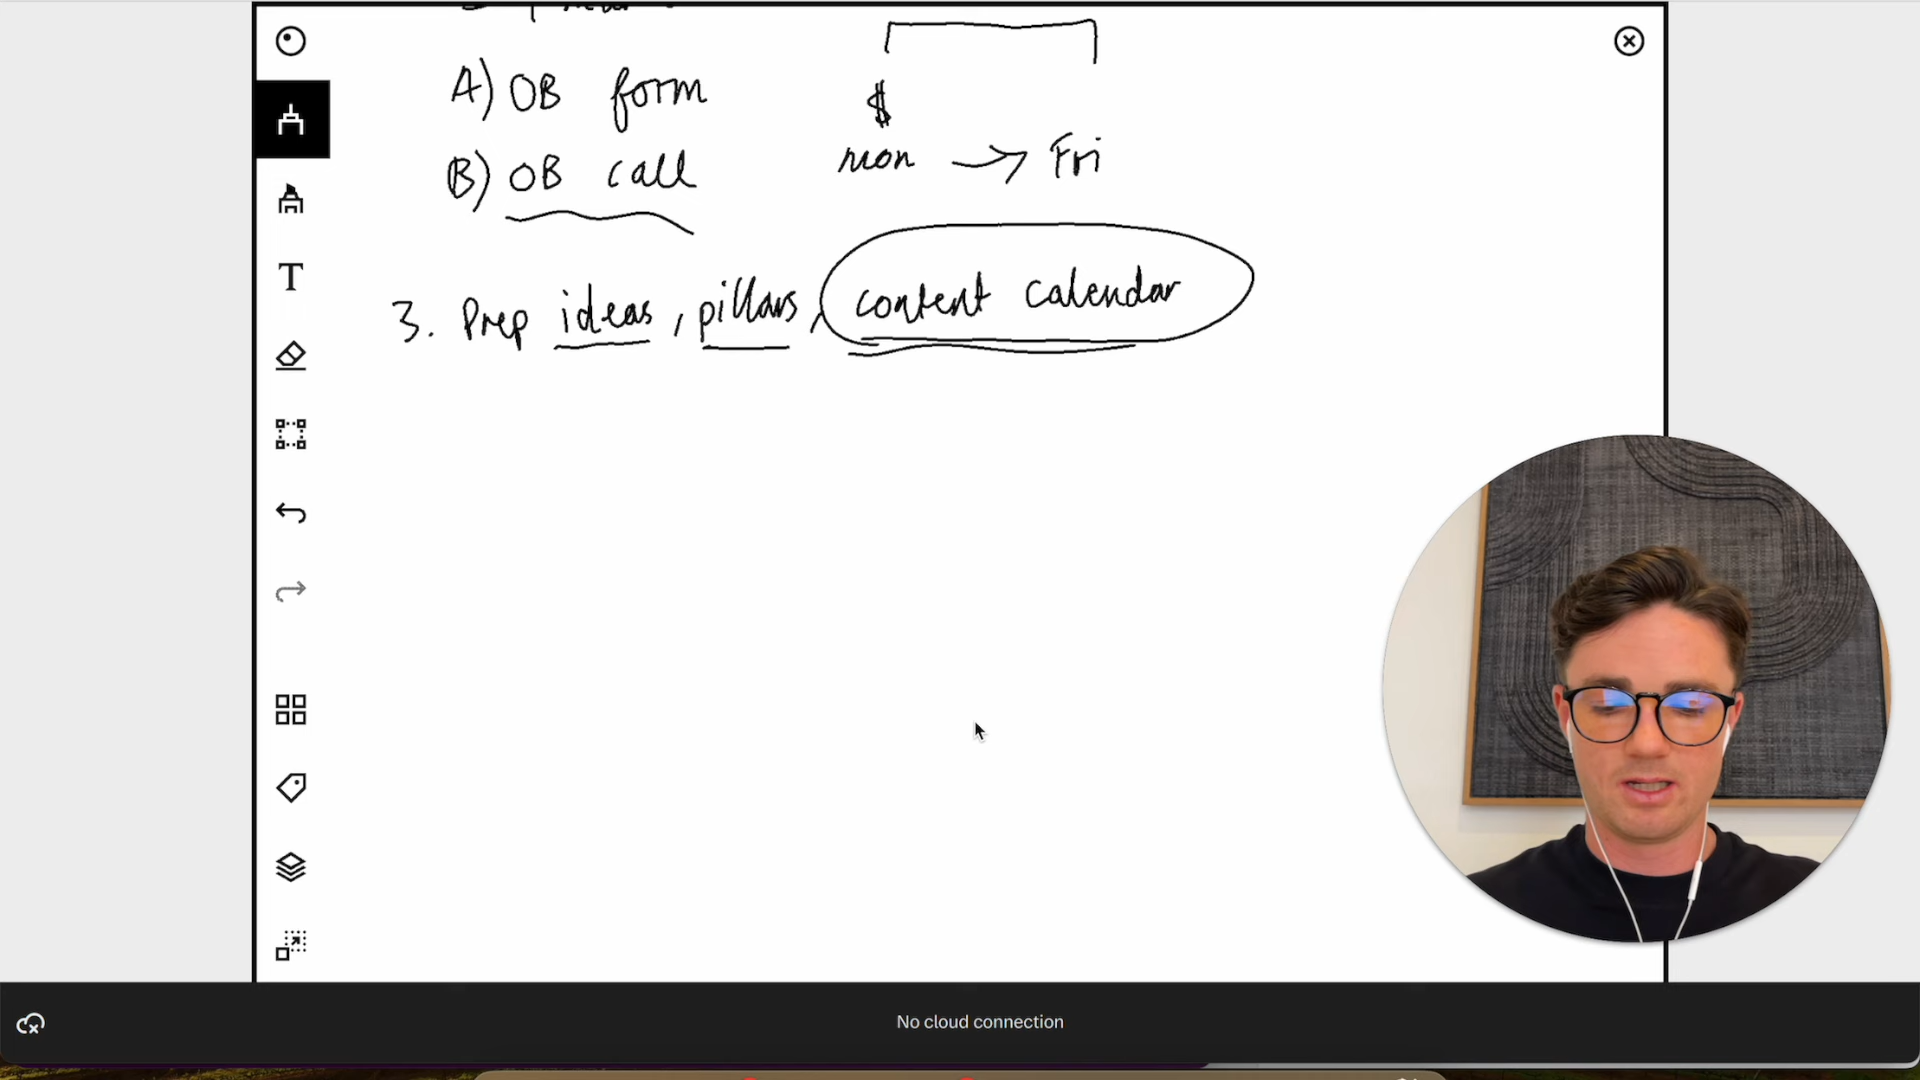 A) OB form
$
B) OB call
mon → Fri
3. Prep ideas, pillars, content calendar
T
No cloud connection